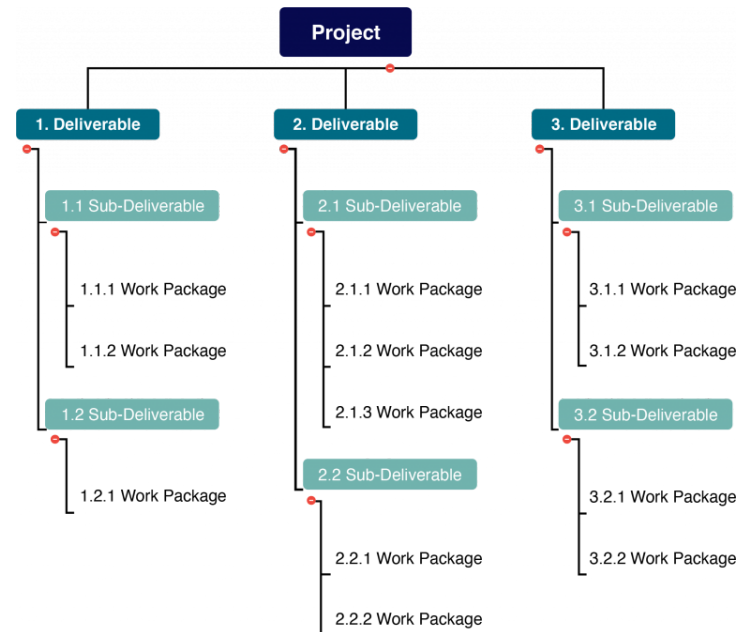 Project
1. Deliverable
1.1 Sub-Deliverable
1.1.1 Work Package
1.1.2 Work Package
1.2 Sub-Deliverable
1.2.1 Work Package
2. Deliverable
2.1 Sub-Deliverable
2.1.1 Work Package
2.1.2 Work Package
2.1.3 Work Package
2.2 Sub-Deliverable
2.2.1 Work Package
2.2.2 Work Package
3. Deliverable
3.1 Sub-Deliverable
3.1.1 Work Package
3.1.2 Work Package
3.2 Sub-Deliverable
3.2.1 Work Package
3.2.2 Work Package